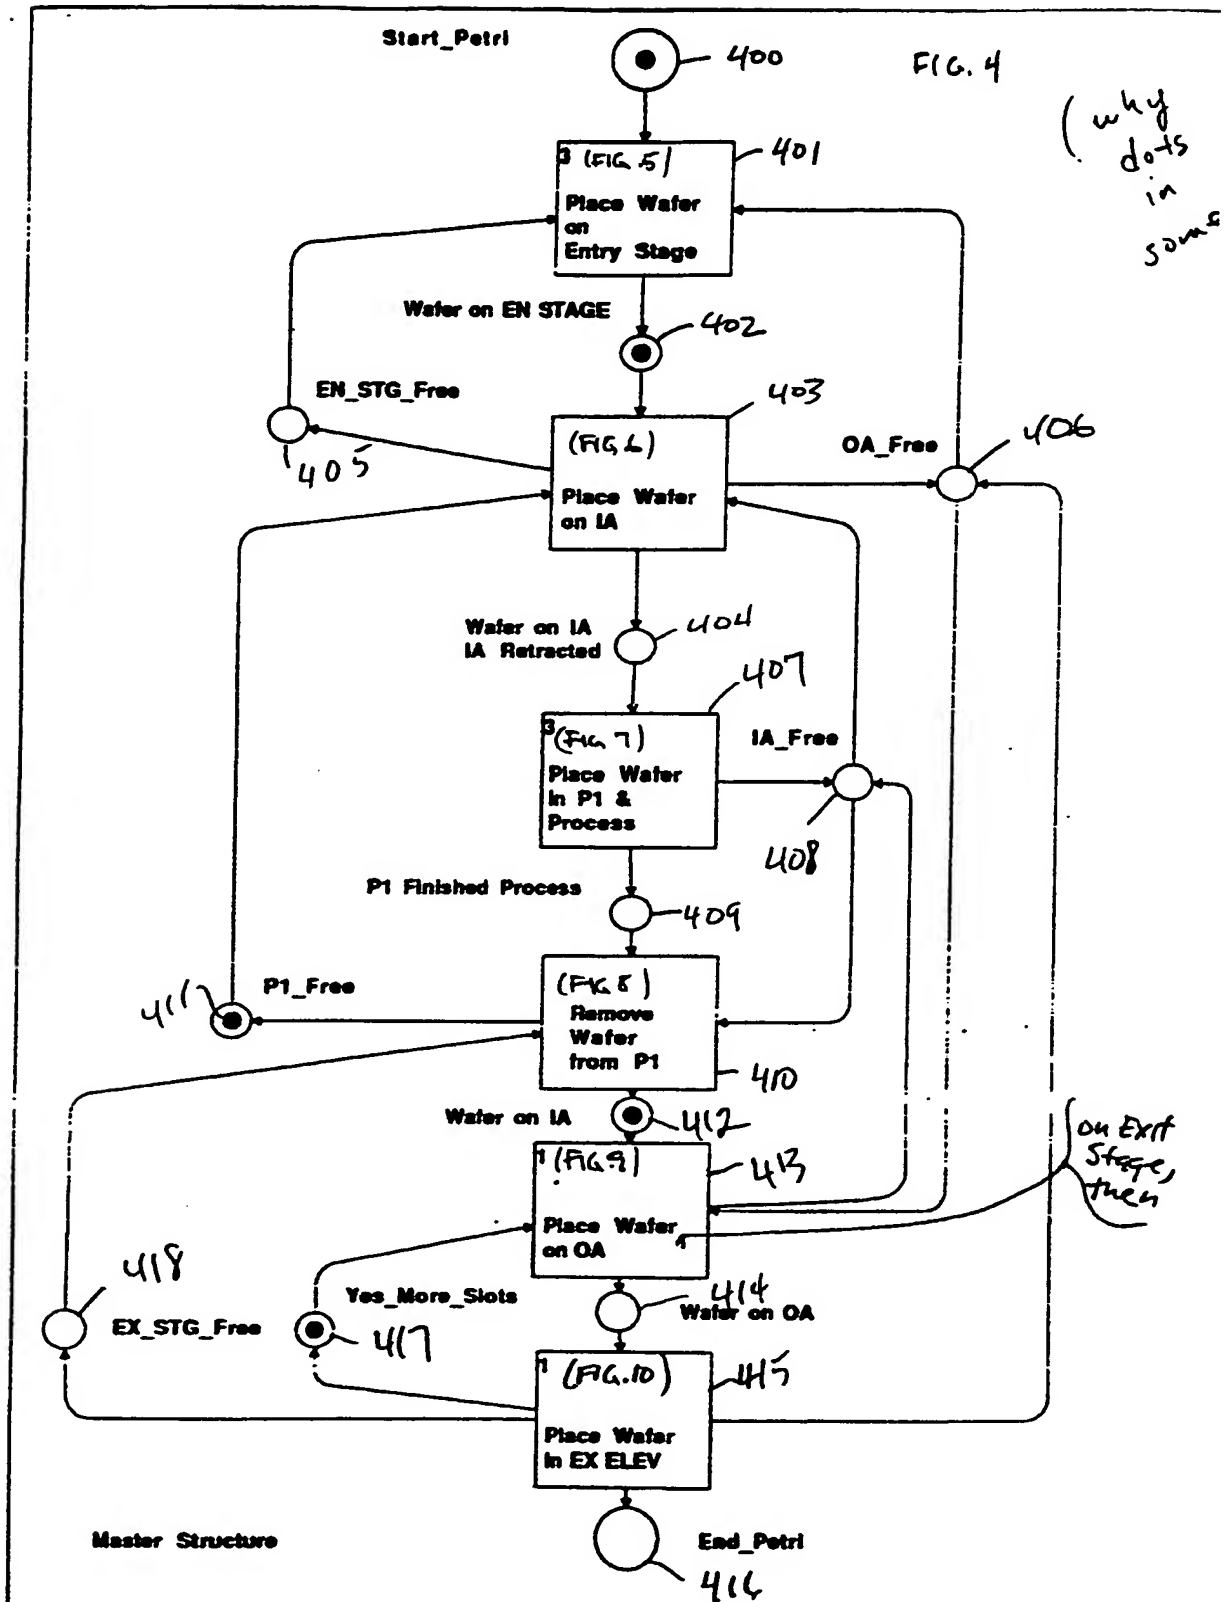 Start_Petri
400
FIG. 4
(why
dots
in
some
3 (FIG. 5)
401
Place Wafer
on
Entry Stage
Wafer on EN STAGE
402
EN_STG_Free
403
405
(FIG. 6)
Place Wafer
on IA
OA_Free
406
Wafer on IA
IA Retracted
404
407
3 (FIG. 7)
Place Wafer
in P1 &
Process
IA_Free
408
P1 Finished Process
409
P1_Free
411
(FIG. 8)
Remove
Wafer
from P1
410
Wafer on IA
412
1 (FIG. 9)
413
Place Wafer
on OA
on Exit
Stage,
then
418
EX_STG_Free
Yes_More_Slots
417
414
Wafer on OA
1 (FIG. 10)
415
Place Wafer
in EX ELEV
Master Structure
End_Petri
416